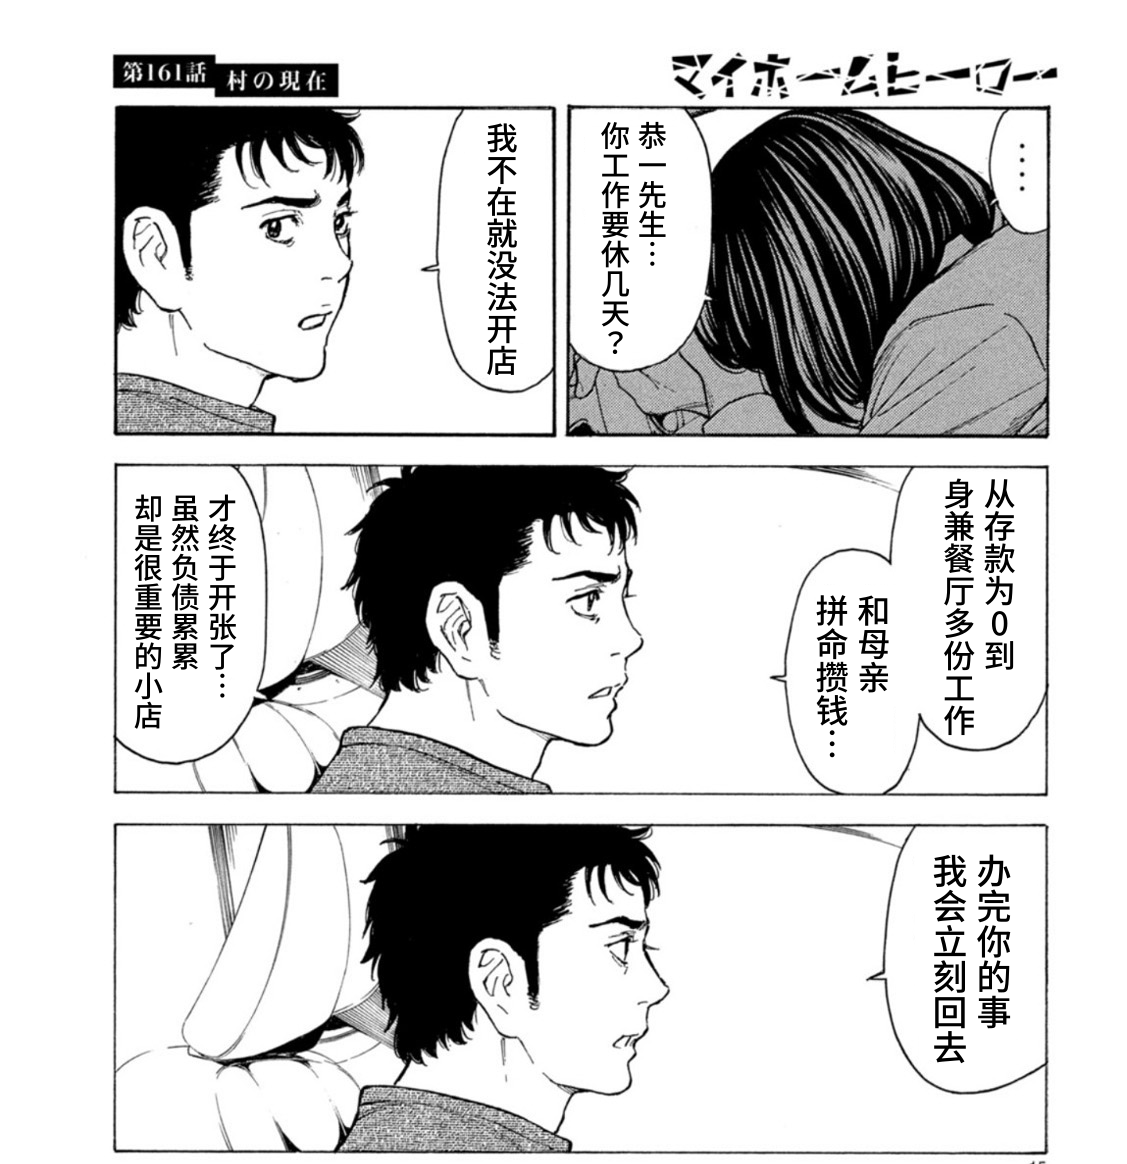 第161話
村の現在
マイホームヒーロー
····
恭一先生…
你工作要休几天？
我不在就没法开店
从存款为0到
身兼餐厅多份工作
和母亲
拼命攒钱…
才终于开张了…
虽然负债累累
却是很重要的小店
办完你的事
我会立刻回去